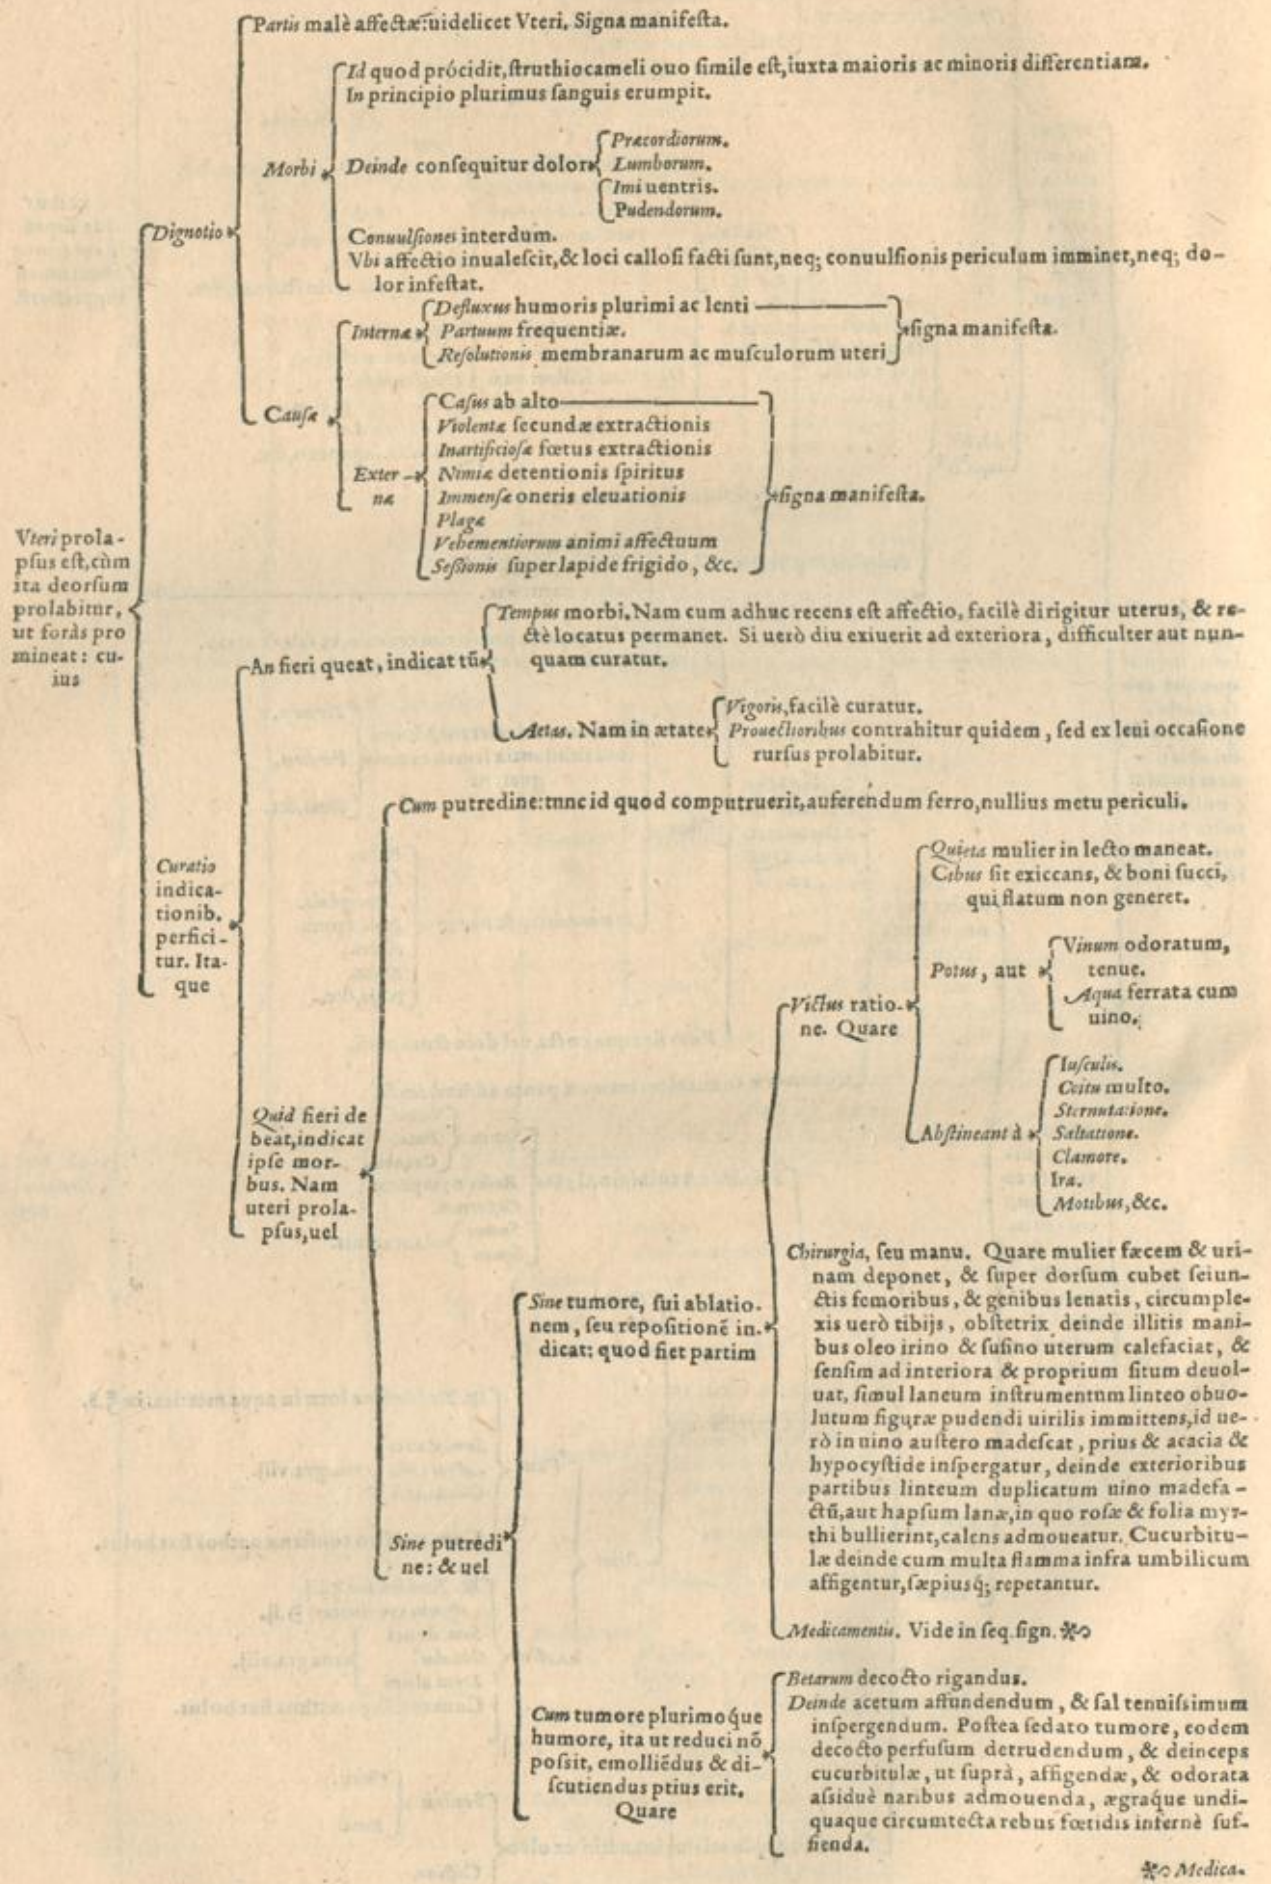 Partis malè affectæ: uidelicet Vteri, Signa manifeſta.
Id quod prócidit, ſtruthiocameli ouo ſimile eſt, iuxta maioris ac minoris differentiam.
In principio plurimus ſanguis erumpit.
Morbi
Deinde conſequitur dolor
Præcordiorum.
Lumborum.
Imi uentris.
Pudendorum.
Conuulſiones interdum.
Vbi affectio inualeſcit, & loci calloſi facti ſunt, neq; conuulſionis periculum imminet, neq; do-
lor infeſtat.
Dignotio
Cauſæ
Internæ
Defluxus humoris plurimi ac lenti
Partuum frequentiæ.
Reſolutionis membranarum ac muſculorum uteri
ſigna manifeſta.
Exter-
næ
Caſus ab alto
Violentæ ſecundæ extractionis
Inartificioſæ fœtus extractionis
Nimiæ detentionis ſpiritus
Immenſæ oneris eleuationis
Plagæ
Vehementiorum animi affectuum
Seſsionis ſuper lapide frigido, &c.
ſigna manifeſta.
Vteri prola-
pſus eſt, cùm
ita deorſum
prolabitur,
ut foràs pro
mineat: cu-
ius
An fieri queat, indicat tũ
Tempus morbi. Nam cum adhuc recens eſt affectio, facilè dirigitur uterus, & re-
ctè locatus permanet. Si uerò diu exiuerit ad exteriora, difficulter aut nun-
quam curatur.
Aetas. Nam in ætate
Vigoris, facilè curatur.
Prouectioribus contrahitur quidem, ſed ex leui occaſione
rurſus prolabitur.
Curatio
indica-
tionib.
perfici-
tur. Ita-
que
Quid fieri de
beat, indicat
ipſe mor-
bus. Nam
uteri prola-
pſus, uel
Cum putredine: tunc id quod computruerit, auferendum ferro, nullius metu periculi.
Sine putredi
ne: & uel
Sine tumore, ſui ablatio-
nem, ſeu repoſitionẽ in-
dicat: quod fiet partim
Victus ratio-
ne. Quare
Quieta mulier in lecto maneat.
Cibus ſit exiccans, & boni ſucci,
qui flatum non generet.
Potus, aut
Vinum odoratum,
tenue.
Aqua ferrata cum
uino.
Abſtineant à
Iuſculis.
Coitu multo.
Sternutatione.
Saltatione.
Clamore.
Ira.
Motibus, &c.
Chirurgia, ſeu manu. Quare mulier fæcem & uri-
nam deponet, & ſuper dorſum cubet ſeiun-
ctis femoribus, & genibus leuatis, circumple-
xis uerò tibijs, obſtetrix deinde illitis mani-
bus oleo irino & ſuſino uterum calefaciat, &
ſenſim ad interiora & proprium ſitum deuol-
uat, ſimul laneum inſtrumentum linteo obuo-
lutum figuræ pudendi uirilis immittens, id ue-
rò in uino auſtero madeſcat, prius & acacia &
hypocyſtide inſpergatur, deinde exterioribus
partibus linteum duplicatum uino madefa-
ctũ, aut hapſum lanæ, in quo roſæ & folia myr-
thi bullierint, calens admoueatur. Cucurbitu-
læ deinde cum multa flamma infra umbilicum
affigentur, ſæpiusq; repetantur.
Medicamentis. Vide in ſeq. ſign.
Cum tumore plurimoq́ue
humore, ita ut reduci nõ
poſsit, emolliẽdus & di-
ſcutiendus ptius erit.
Quare
Betarum decocto rigandus.
Deinde acetum affundendum, & ſal tenuiſsimum
inſpergendum. Poſtea ſedato tumore, eodem
decocto perfuſum detrudendum, & deinceps
cucurbitulæ, ut ſuprà, affigendæ, & odorata
aſsiduè naribus admouenda, ægraque undi-
quaque circumtecta rebus fœtidis infernè ſuf-
fienda.
Medica-